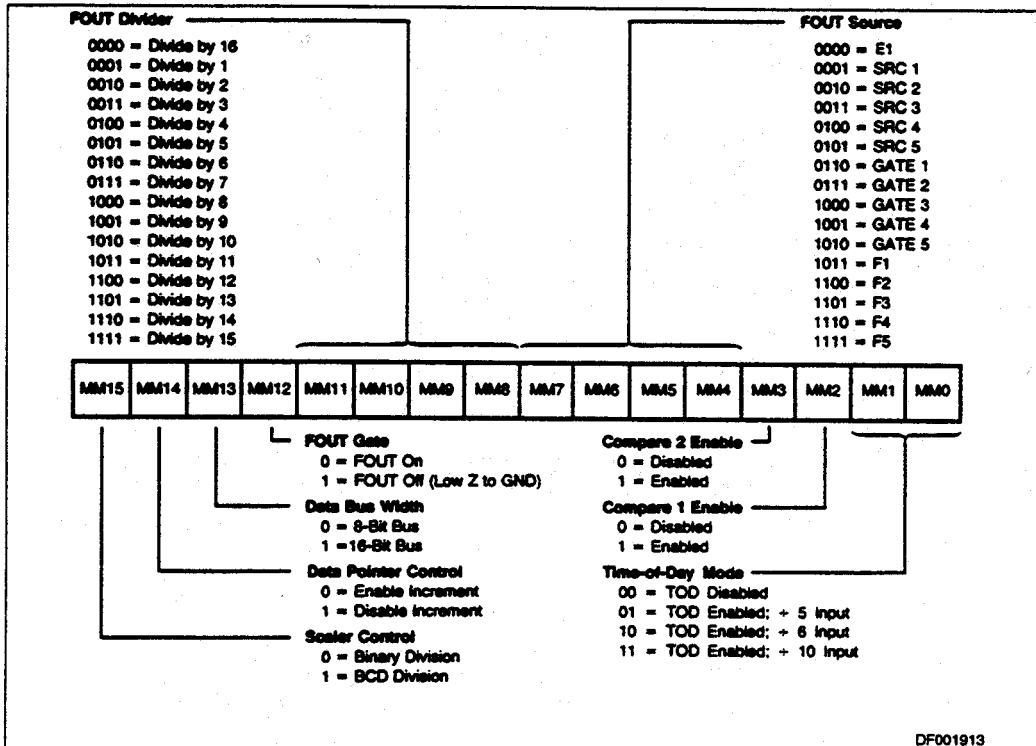 FOUT Divider
0000 = Divide by 16
0001 = Divide by 1
0010 = Divide by 2
0011 = Divide by 3
0100 = Divide by 4
0101 = Divide by 5
0110 = Divide by 6
0111 = Divide by 7
1000 = Divide by 8
1001 = Divide by 9
1010 = Divide by 10
1011 = Divide by 11
1100 = Divide by 12
1101 = Divide by 13
1110 = Divide by 14
1111 = Divide by 15
FOUT Source
0000 = E1
0001 = SRC 1
0010 = SRC 2
0011 = SRC 3
0100 = SRC 4
0101 = SRC 5
0110 = GATE 1
0111 = GATE 2
1000 = GATE 3
1001 = GATE 4
1010 = GATE 5
1011 = F1
1100 = F2
1101 = F3
1110 = F4
1111 = F5
MM15 MM14 MM13 MM12 MM11 MM10 MM9 MM8 MM7 MM6 MM5 MM4 MM3 MM2 MM1 MM0
FOUT Gate
0 = FOUT On
1 = FOUT Off (Low Z to GND)
Data Bus Width
0 = 8-Bit Bus
1 =16-Bit Bus
Data Pointer Control
0 = Enable Increment
1 = Disable Increment
Scaler Control
0 = Binary Division
1 = BCD Division
Compare 2 Enable
0 = Disabled
1 = Enabled
Compare 1 Enable
0 = Disabled
1 = Enabled
Time-of-Day Mode
00 = TOD Disabled
01 = TOD Enabled; ÷ 5 Input
10 = TOD Enabled; ÷ 6 Input
11 = TOD Enabled; ÷ 10 Input
DF001913